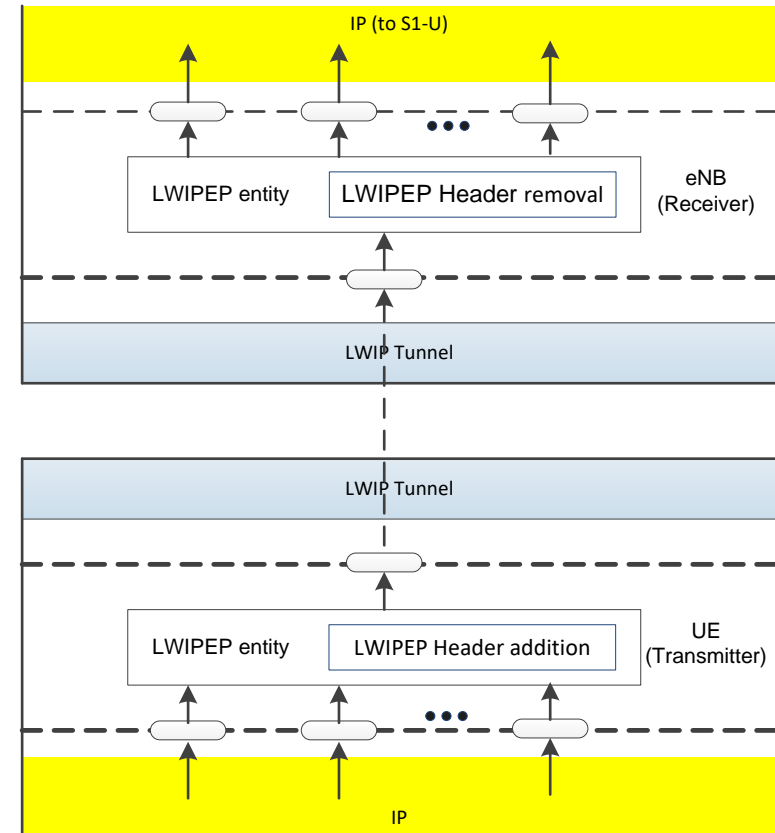 IP (to S1-U)
LWIPEP entity
LWIPEP Header removal
eNB
(Receiver)
LWIP Tunnel
LWIP Tunnel
LWIPEP entity
LWIPEP Header addition
UE
(Transmitter)
IP